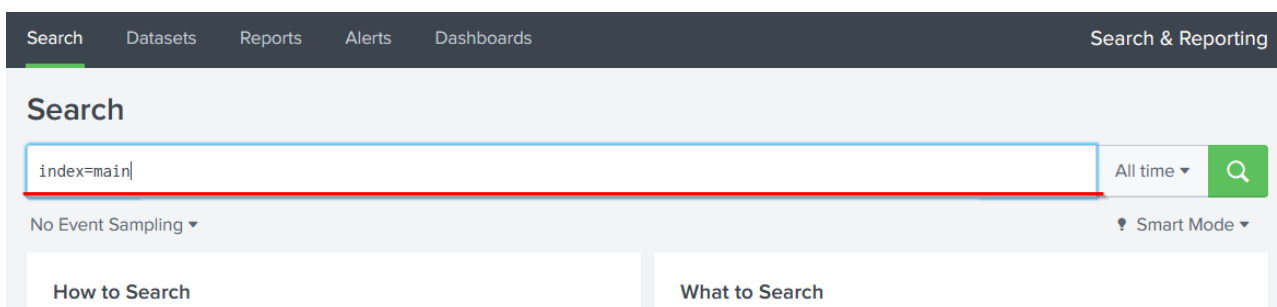 Search Datasets Reports Alerts Dashboards Search & Reporting
Search
index=main
All time
No Event Sampling
Smart Mode
How to Search
What to Search